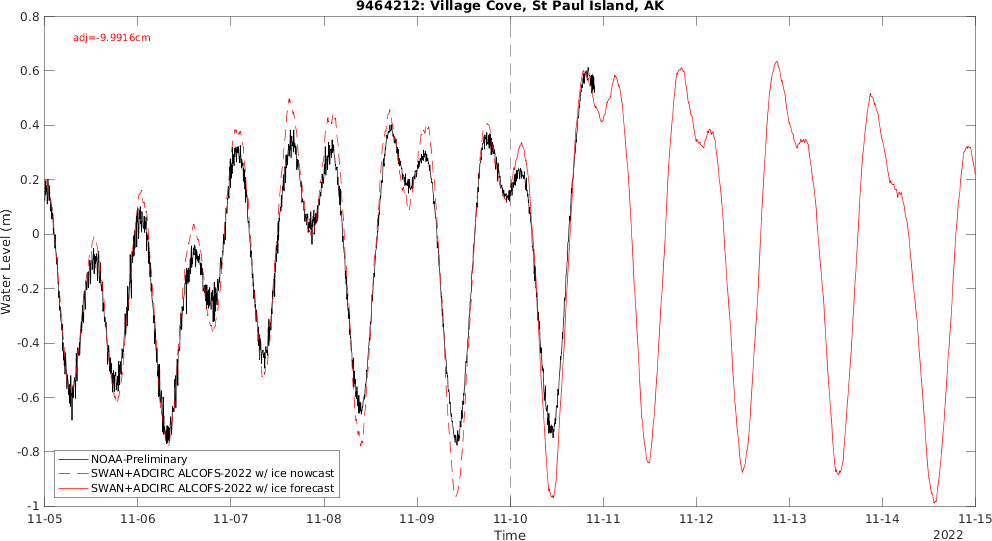 9464212: Village Cove, St Paul Island, AK
adj=-9.9916cm
Water Level (m)
0.8
0.6
0.4
0.2
0
-0.2
-0.4
-0.6
-0.8
-1
NOAA-Preliminary
SWAN+ADCIRC ALCOFS-2022 w/ ice nowcast
SWAN+ADCIRC ALCOFS-2022 w/ ice forecast
11-05 11-06 11-07 11-08 11-09 11-10 11-11 11-12 11-13 11-14 11-15
Time
2022